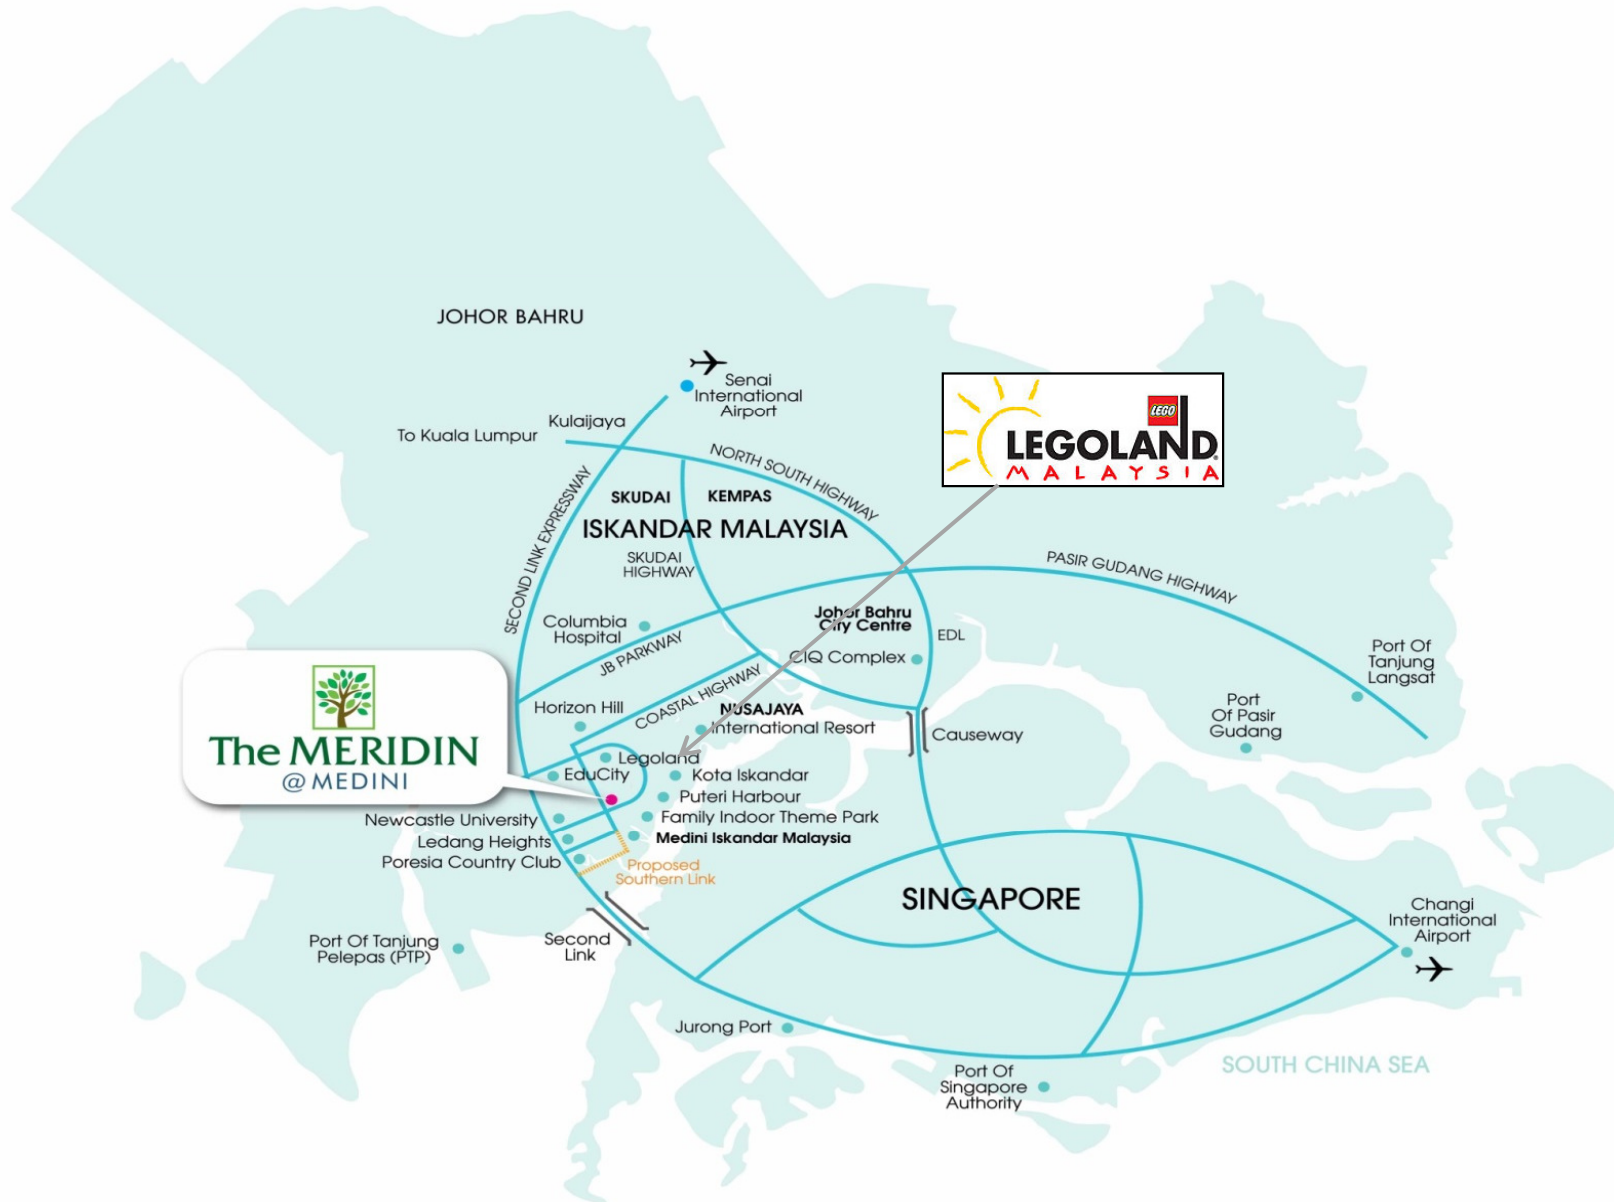 JOHOR BAHRU
Senai
International
Airport
Kulaijaya
To Kuala Lumpur
LEGO
LEGOLAND
MALAYSIA
NORTH SOUTH HIGHWAY
SECOND LINK EXPRESSWAY
SKUDAI
KEMPAS
ISKANDAR MALAYSIA
SKUDAI
HIGHWAY
PASIR GUDANG HIGHWAY
Columbia
Hospital
JB PARKWAY
Johor Bahru
City Centre
EDL
CIQ Complex
COASTAL HIGHWAY
Port Of
Tanjung
Langsat
Port
Of Pasir
Gudang
Horizon Hill
NUSAJAYA
International Resort
Causeway
The MERIDIN
@ MEDINI
Legoland
EduCity
Kota Iskandar
Puteri Harbour
Family Indoor Theme Park
Medini Iskandar Malaysia
Newcastle University
Ledang Heights
Poresia Country Club
Proposed
Southern Link
SINGAPORE
Changi
International
Airport
Second
Link
Port Of Tanjung
Pelepas (PTP)
Jurong Port
Port Of
Singapore
Authority
SOUTH CHINA SEA